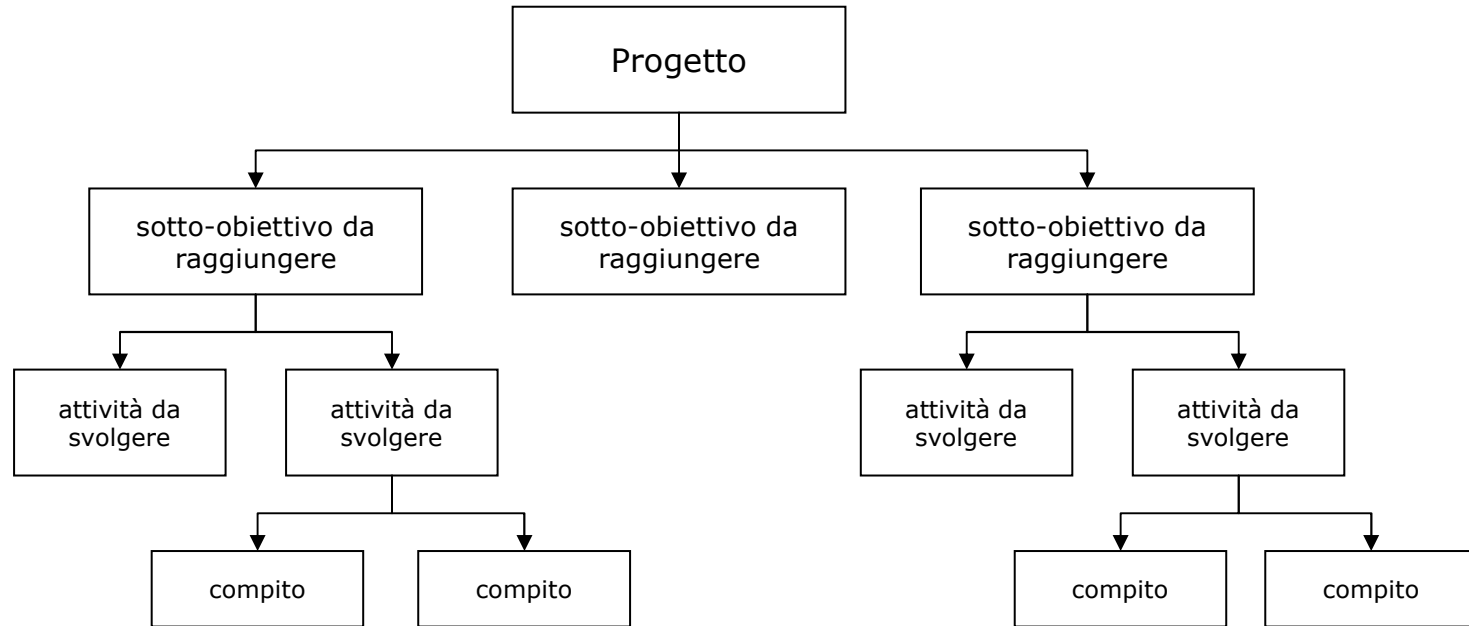 Progetto
sotto-obiettivo da
raggiungere
sotto-obiettivo da
raggiungere
sotto-obiettivo da
raggiungere
attività da
svolgere
attività da
svolgere
attività da
svolgere
attività da
svolgere
compito
compito
compito
compito